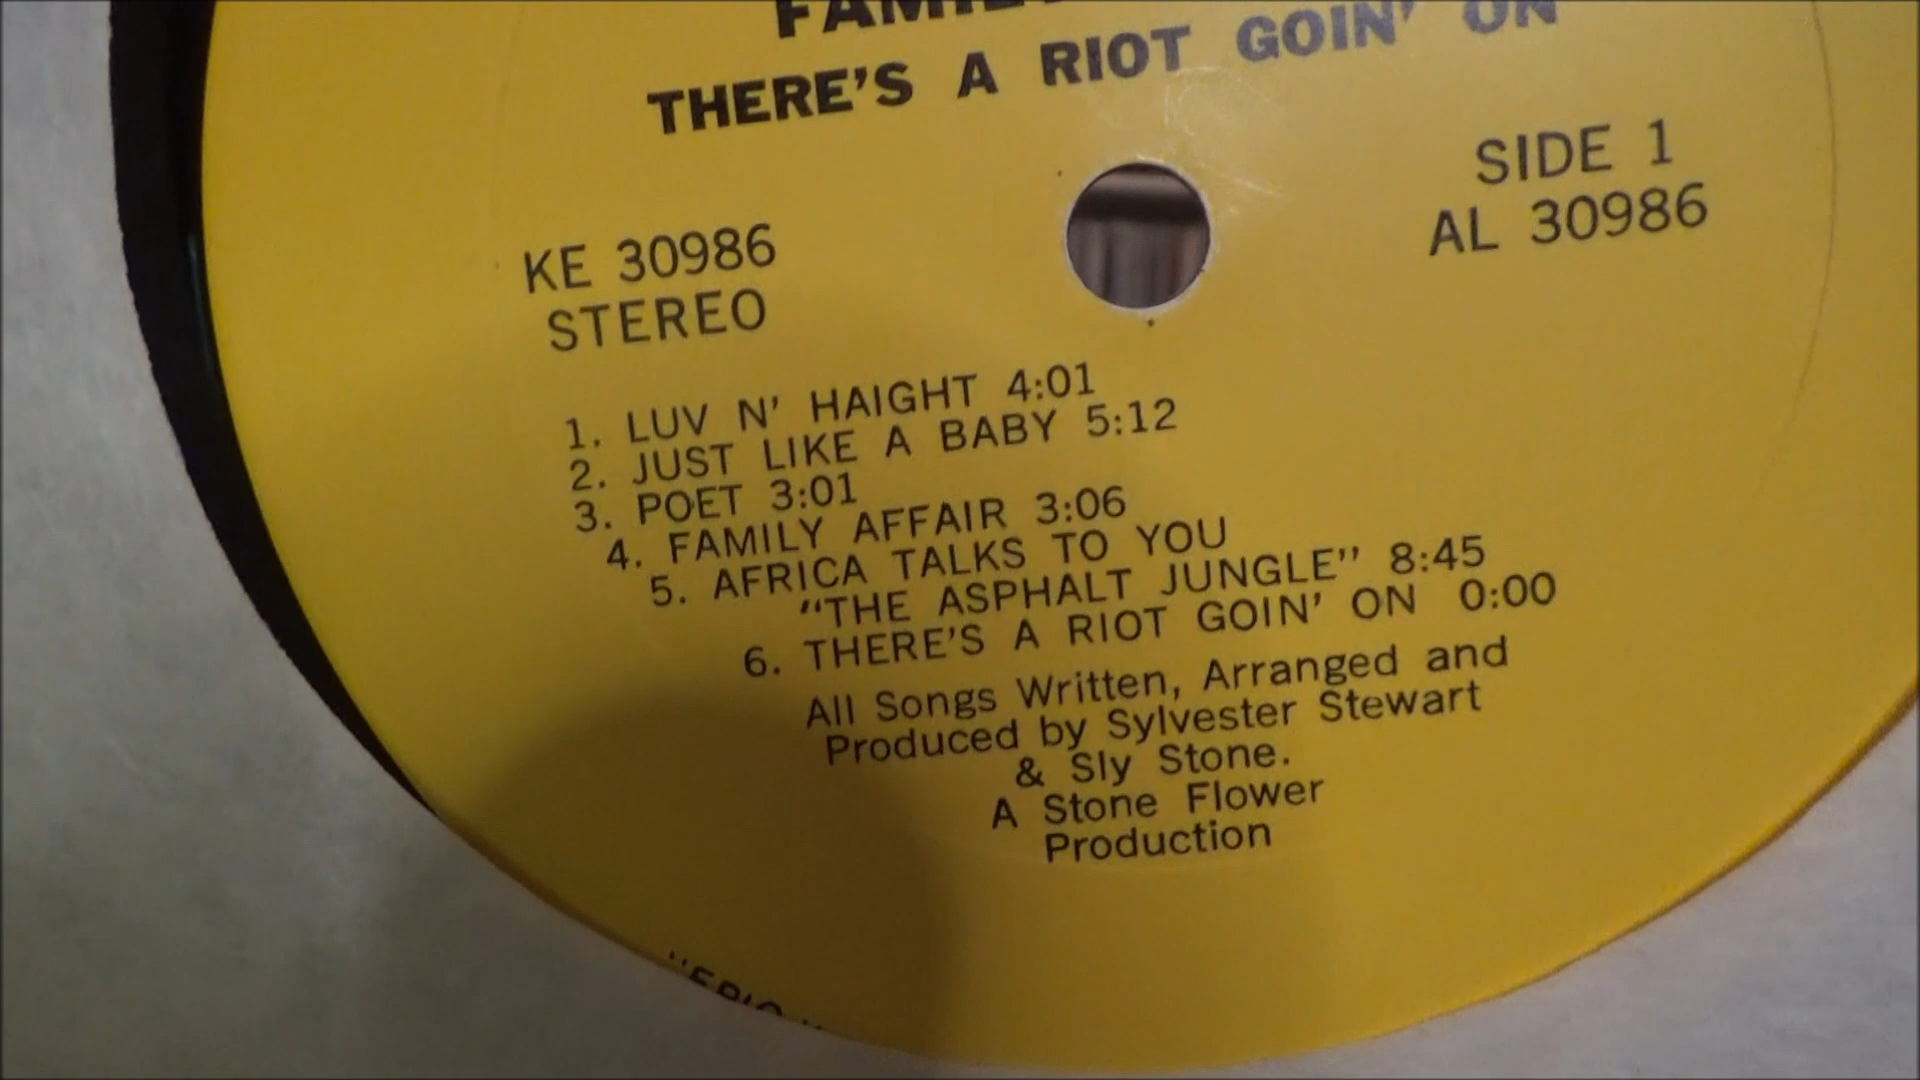 THERE'S A RIOT GOIN' ON
SIDE 1
AL 30986
KE 30986
STEREO
1. LUV N' HAIGHT 4:01
2. JUST LIKE A BABY 5:12
3. POET 3:01
4. FAMILY AFFAIR 3:06
5. AFRICA TALKS TO YOU
"THE ASPHALT JUNGLE" 8:45
6. THERE'S A RIOT GOIN' ON 0:00
All Songs Written, Arranged and
Produced by Sylvester Stewart
& Sly Stone.
A Stone Flower
Production